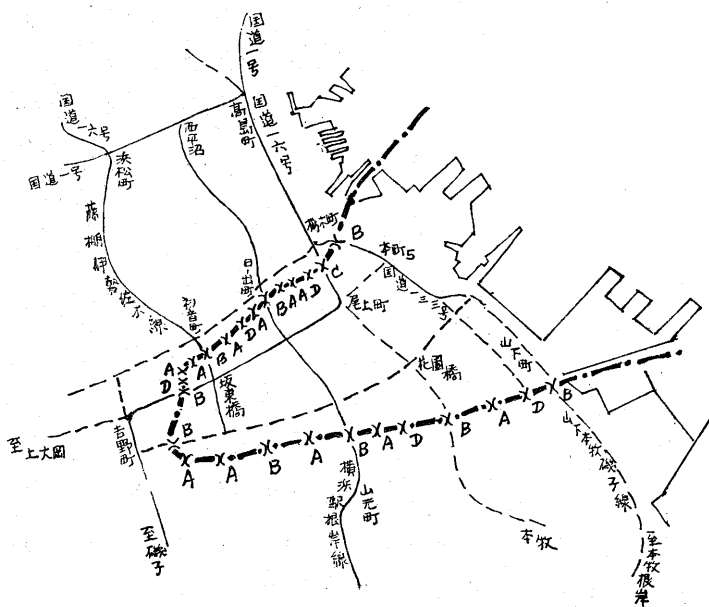 国道一号
国道一六号
国道一号
浜松町
西平沼
高島町
国道一六号
藤棚伊勢佐木線
桜木町
B
本町5
国道一三三号
日ノ出町
C
BAAD
尾上町
初音町
A
B
A
D
A
A
D
B
坂東橋
花園橋
山下町
B
吉野町
至上大岡
A
A
B
A
B
A
D
B
A
D
B
山下本牧磯子線
横浜駅根岸線
山元町
本牧
至磯子
至本牧根岸